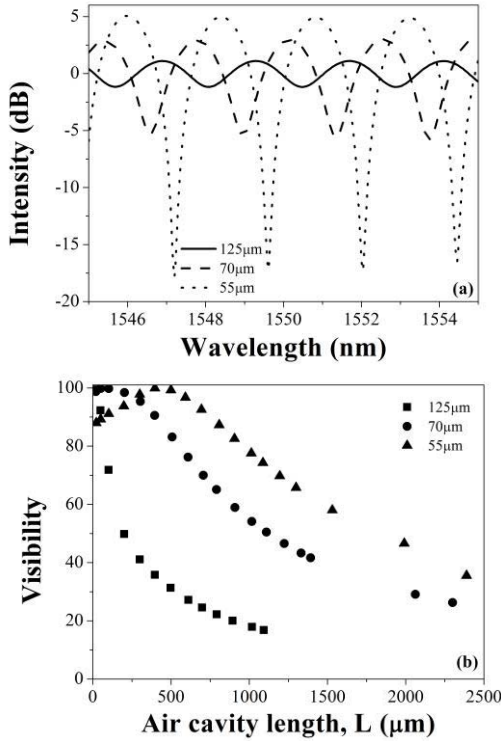 5
0
-5
-10
-15
-20
Intensity (dB)
125µm
70µm
55µm
(a)
1546 1548 1550 1552 1554
Wavelength (nm)
100
80
60
40
20
0
Visibility
125µm
70µm
55µm
(b)
0 500 1000 1500 2000 2500
Air cavity length, L (µm)